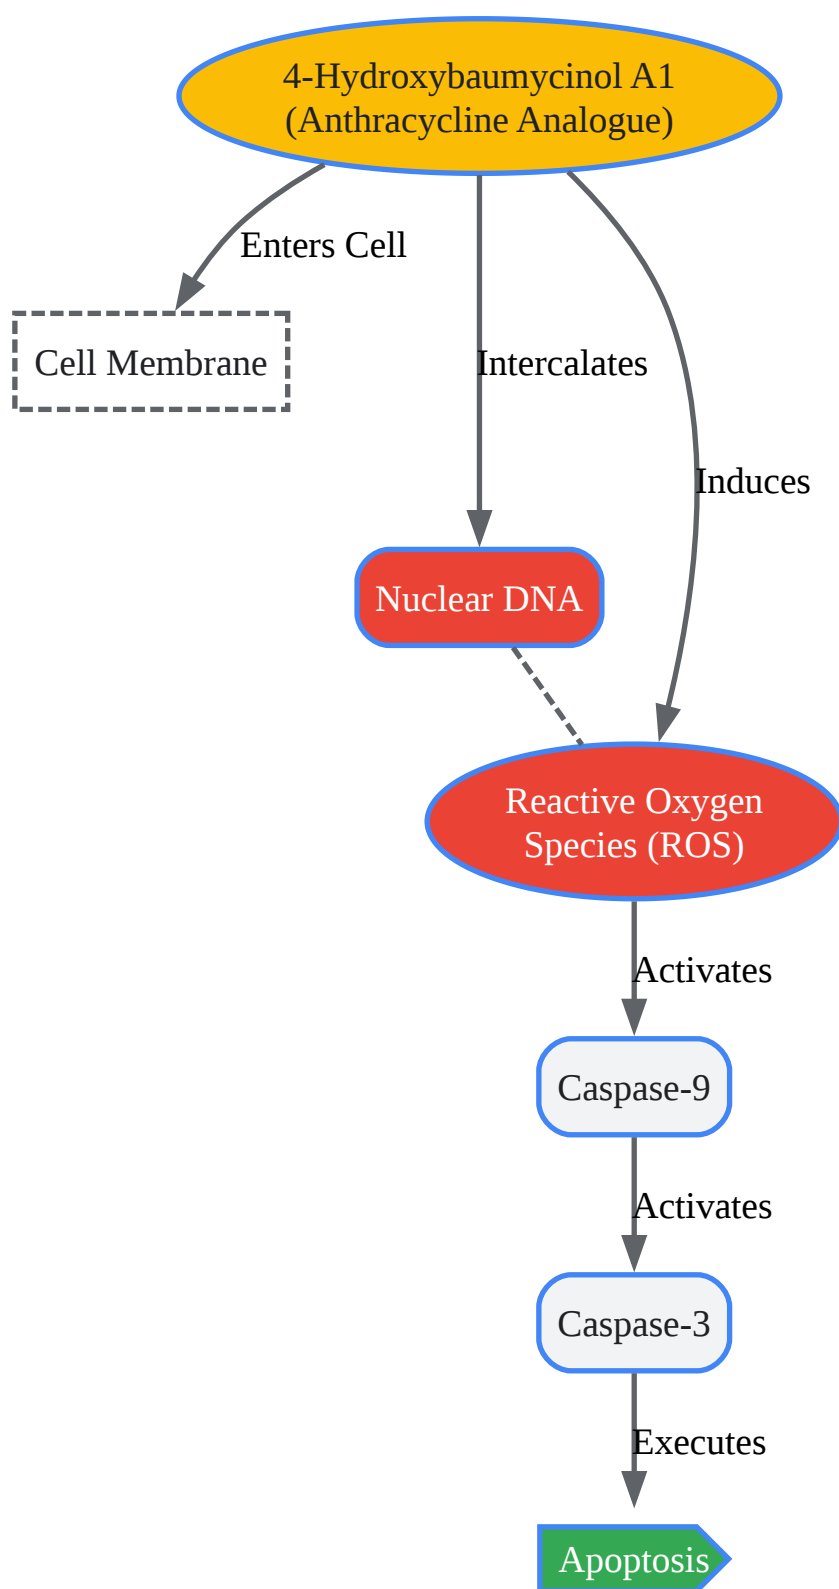 4-Hydroxybaumycinol A1
(Anthracycline Analogue)
Enters Cell
Cell Membrane
Intercalates
Induces
Nuclear DNA
Reactive Oxygen
Species (ROS)
Activates
Caspase-9
Activates
Caspase-3
Executes
Apoptosis